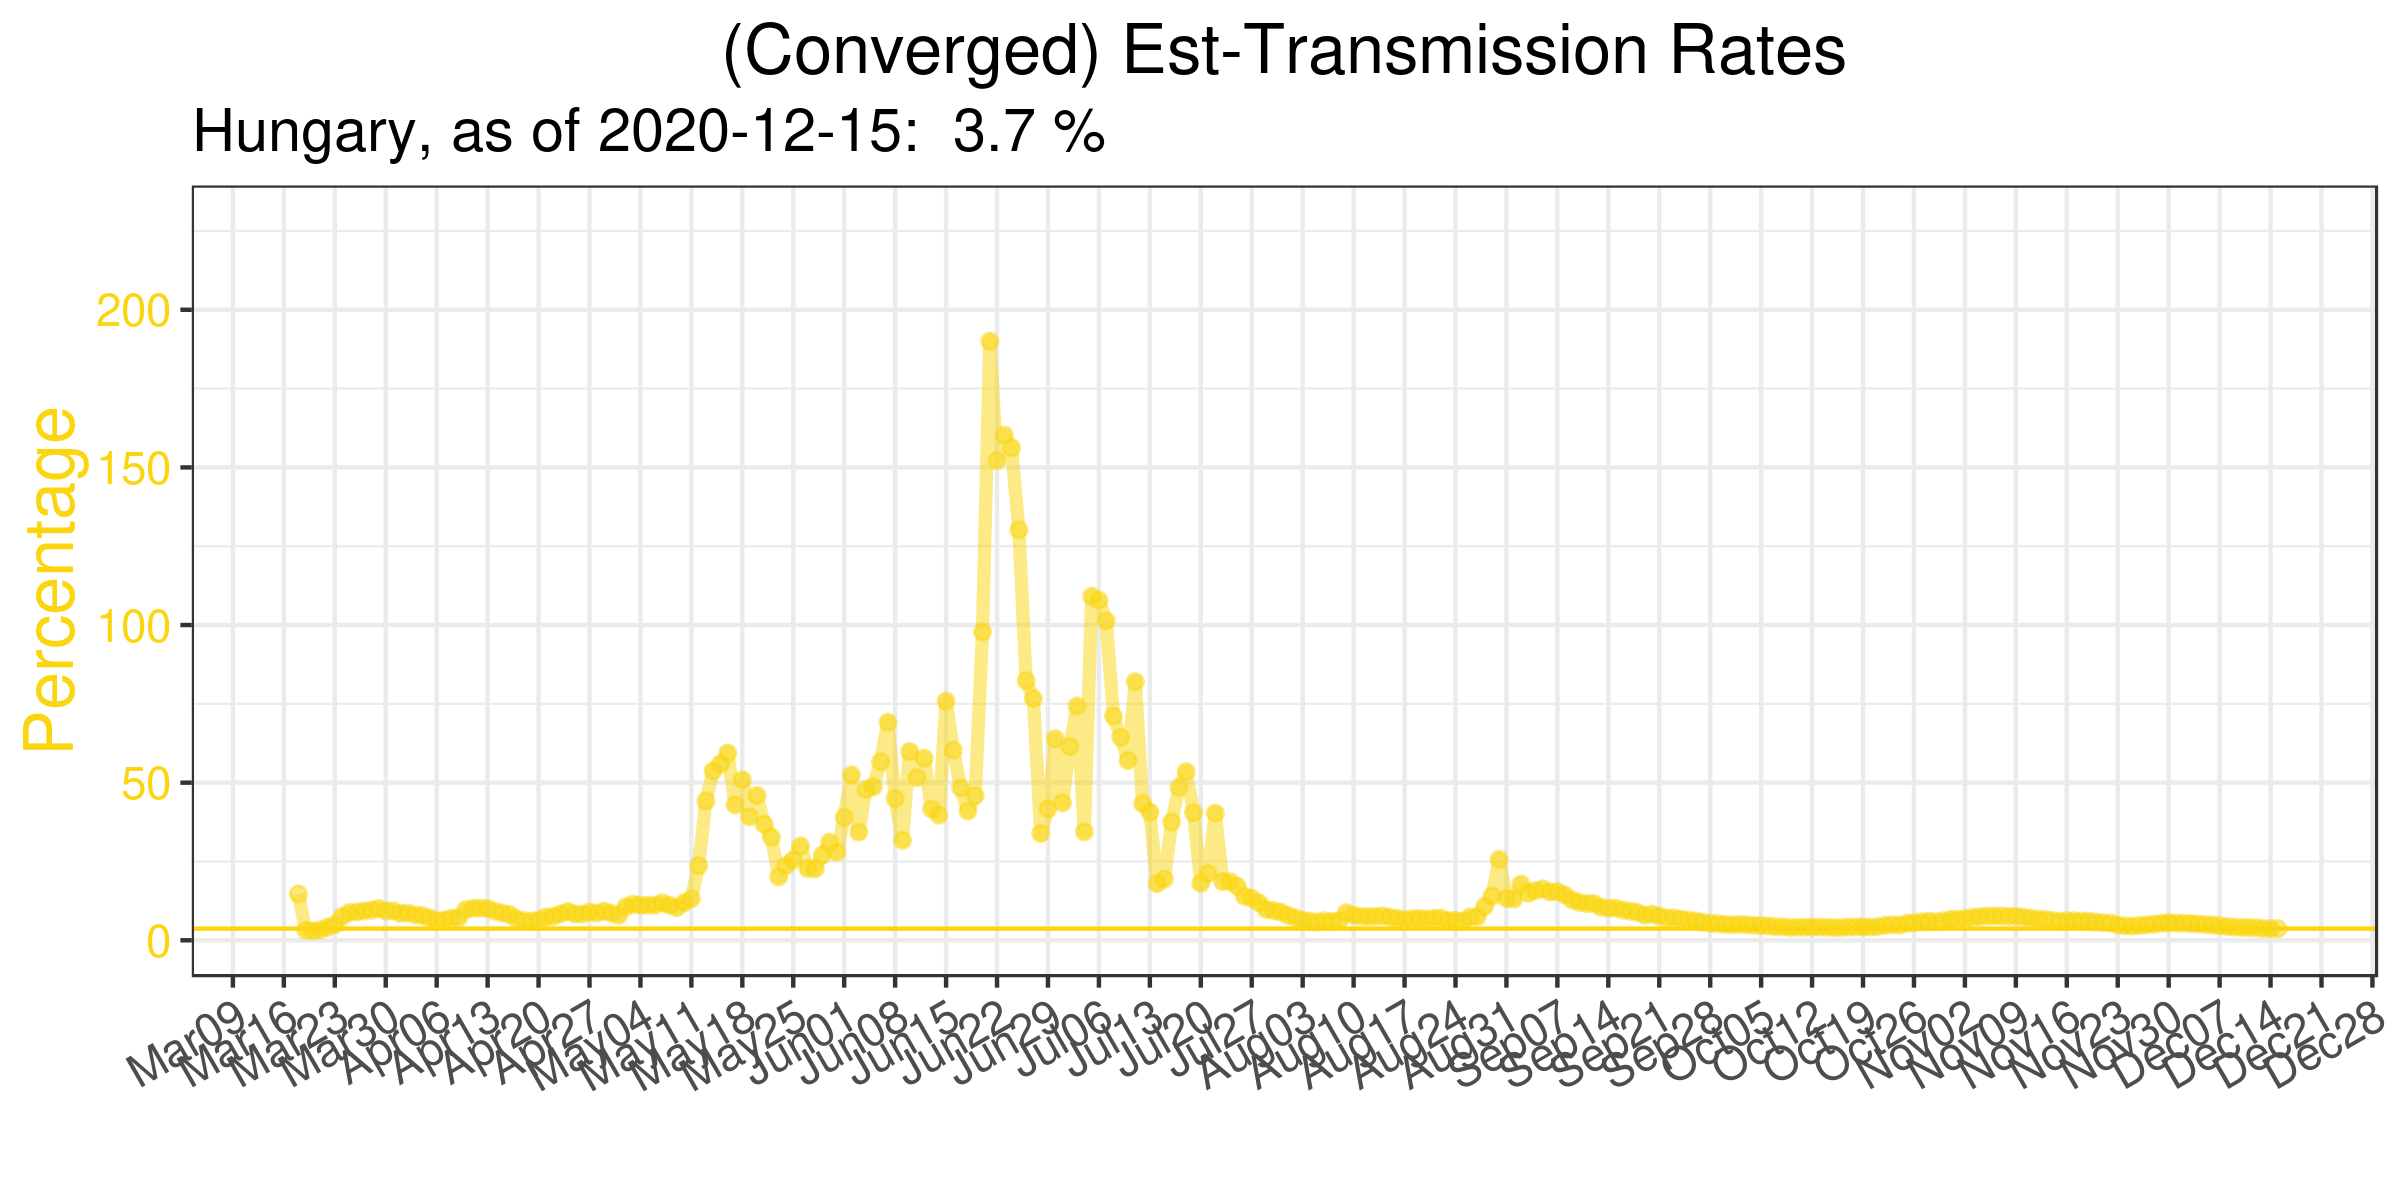 (Converged) Est-Transmission Rates
Hungary, as of 2020-12-15:  3.7 %
Percentage
200
150
100
50
0
Mar09
Mar16
Mar23
Mar30
Apr06
Apr13
Apr20
Apr27
May04
May11
May18
May25
Jun01
Jun08
Jun15
Jun22
Jun29
Jul06
Jul13
Jul20
Jul27
Aug03
Aug10
Aug17
Aug24
Aug31
Sep07
Sep14
Sep21
Sep28
Oct05
Oct12
Oct19
Oct26
Nov02
Nov09
Nov16
Nov23
Nov30
Dec07
Dec14
Dec21
Dec28